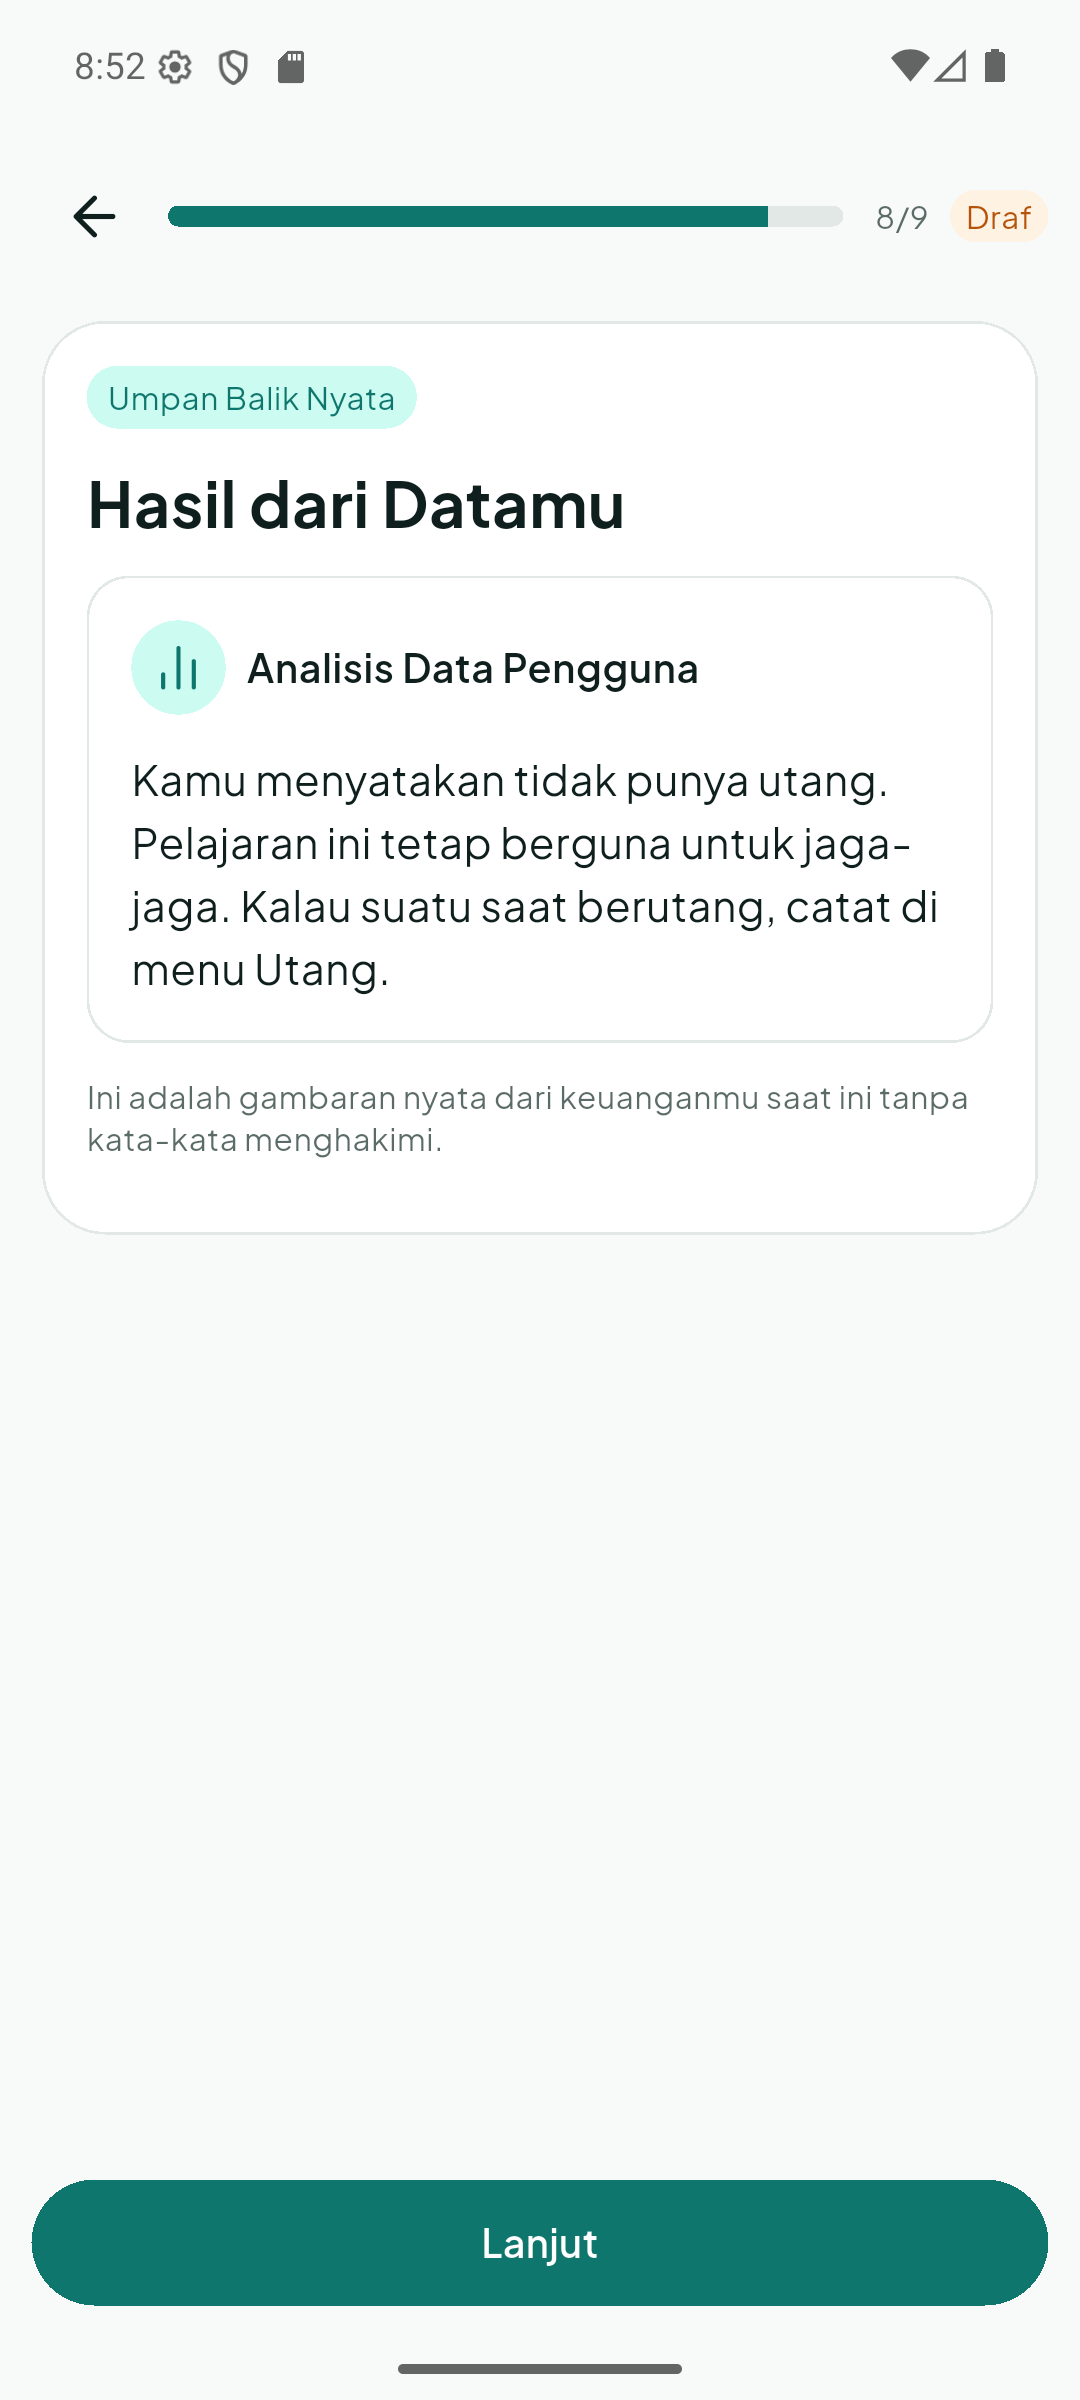 8:52
8/9
Draf
Umpan Balik Nyata
Hasil dari Datamu
Analisis Data Pengguna
Kamu menyatakan tidak punya utang.
Pelajaran ini tetap berguna untuk jaga-
jaga. Kalau suatu saat berutang, catat di
menu Utang.
Ini adalah gambaran nyata dari keuanganmu saat ini tanpa
kata-kata menghakimi.
Lanjut